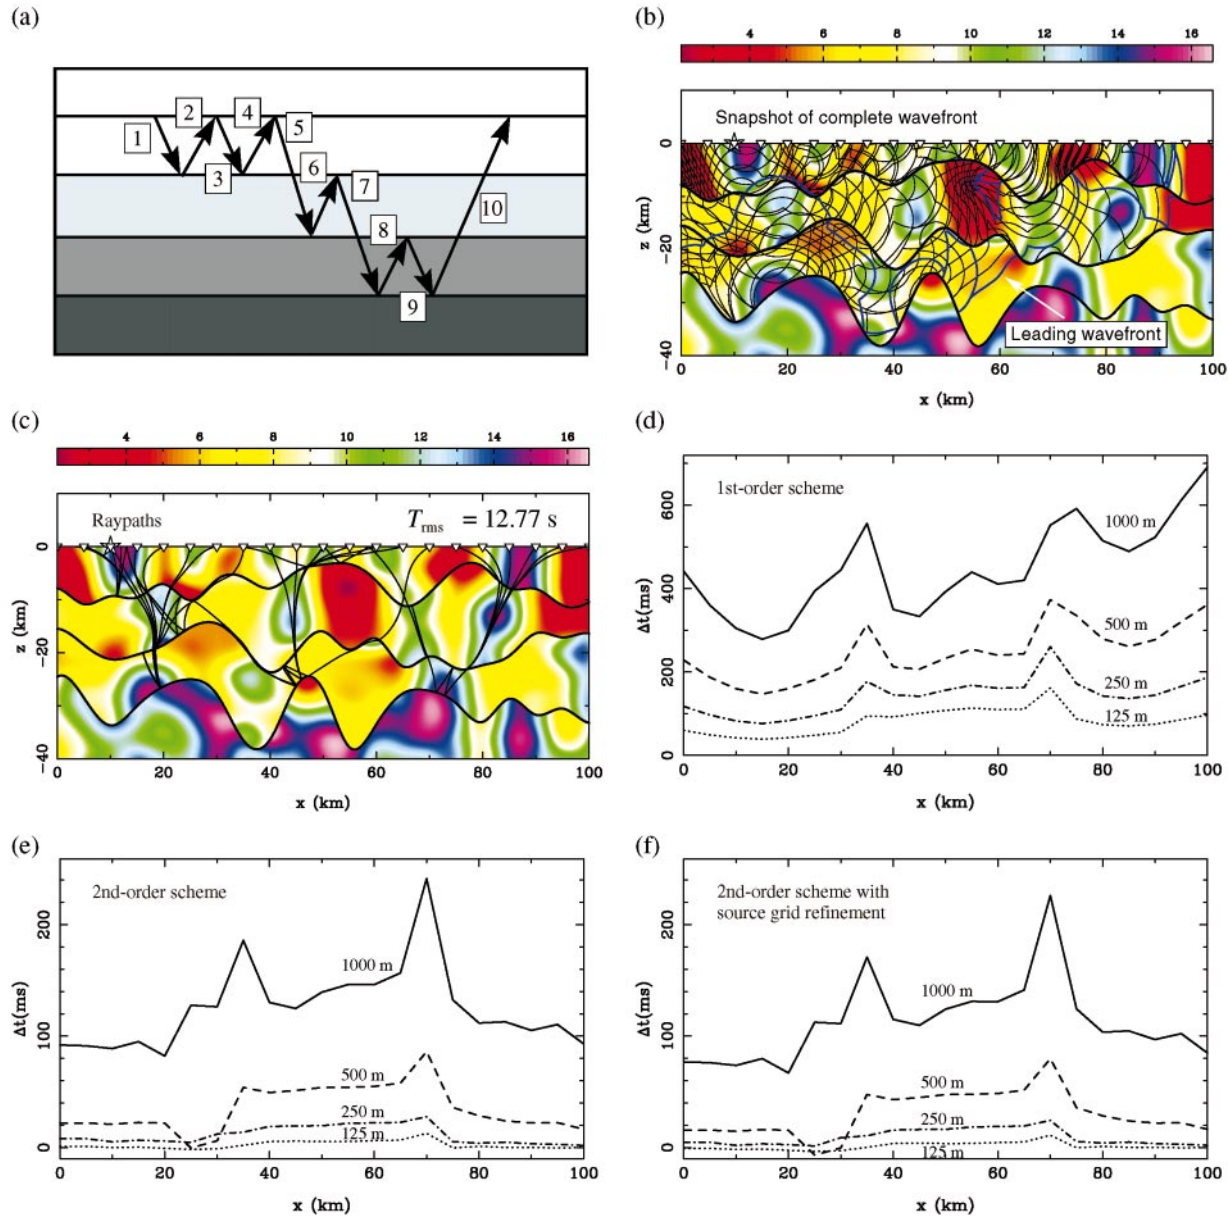 (a)
1
2
4
5
3
6
7
8
9
10
(b)
4 6 8 10 12 14 16
Snapshot of complete wavefront
0
−20
−40
z (km)
Leading wavefront
0 20 40 60 80 100
x (km)
(c)
4 6 8 10 12 14 16
Raypaths
Trms = 12.77 s
0
−20
−40
z (km)
0 20 40 60 80 100
x (km)
(d)
1st-order scheme
1000 m
500 m
250 m
125 m
600
400
200
0
Δt(ms)
0 20 40 60 80 100
x (km)
(e)
2nd-order scheme
1000 m
500 m
250 m
125 m
200
100
0
Δt(ms)
0 20 40 60 80 100
x (km)
(f)
2nd-order scheme with
source grid refinement
1000 m
500 m
250 m
125 m
200
100
0
Δt(ms)
0 20 40 60 80 100
x (km)